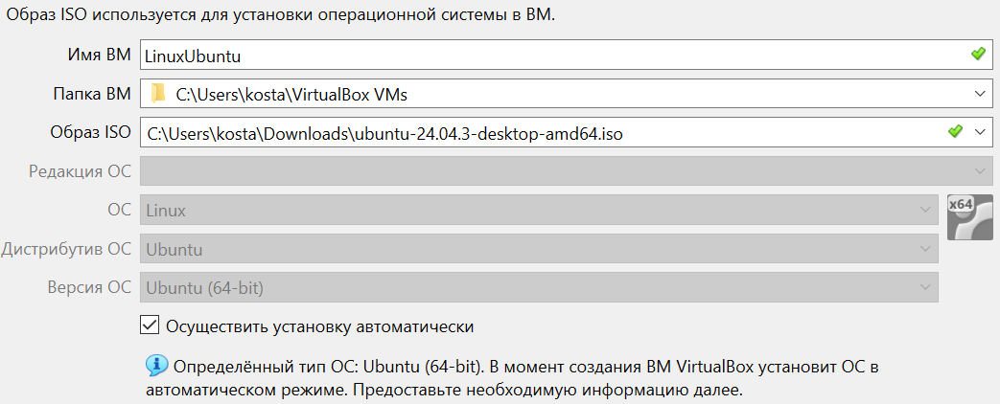 Образ ISO используется для установки операционной системы в ВМ.
Имя ВМ LinuxUbuntu
Папка ВМ C:\Users\kosta\VirtualBox VMs
Образ ISO C:\Users\kosta\Downloads\ubuntu-24.04.3-desktop-amd64.iso
Редакция ОС
ОС Linux x64
Дистрибутив ОС Ubuntu
Версия ОС Ubuntu (64-bit)
Осуществить установку автоматически
Определённый тип ОС: Ubuntu (64-bit). В момент создания ВМ VirtualBox установит ОС в
автоматическом режиме. Предоставьте необходимую информацию далее.